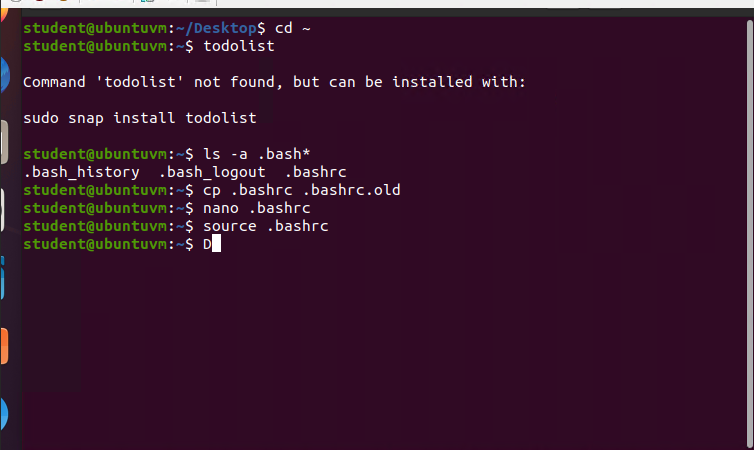 student@ubuntuvm:~/Desktop$ cd ~
student@ubuntuvm:~$ todolist
Command 'todolist' not found, but can be installed with:
sudo snap install todolist
student@ubuntuvm:~$ ls -a .bash*
.bash_history  .bash_logout  .bashrc
student@ubuntuvm:~$ cp .bashrc .bashrc.old
student@ubuntuvm:~$ nano .bashrc
student@ubuntuvm:~$ source .bashrc
student@ubuntuvm:~$ D